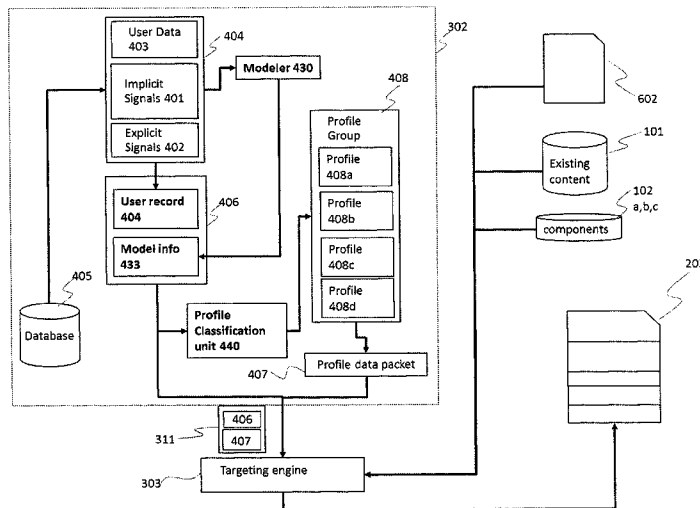 User Data
403
404
302
Implicit
Signals 401
Modeler 430
408
602
Explicit
Signals 402
Profile
Group
Profile
408a
Existing
content
101
User record
404
406
Profile
408b
102
a,b,c
components
Model info
433
Profile
408c
405
Database
Profile
Classification
unit 440
Profile
408d
407
Profile data packet
311
406
407
303
Targeting engine